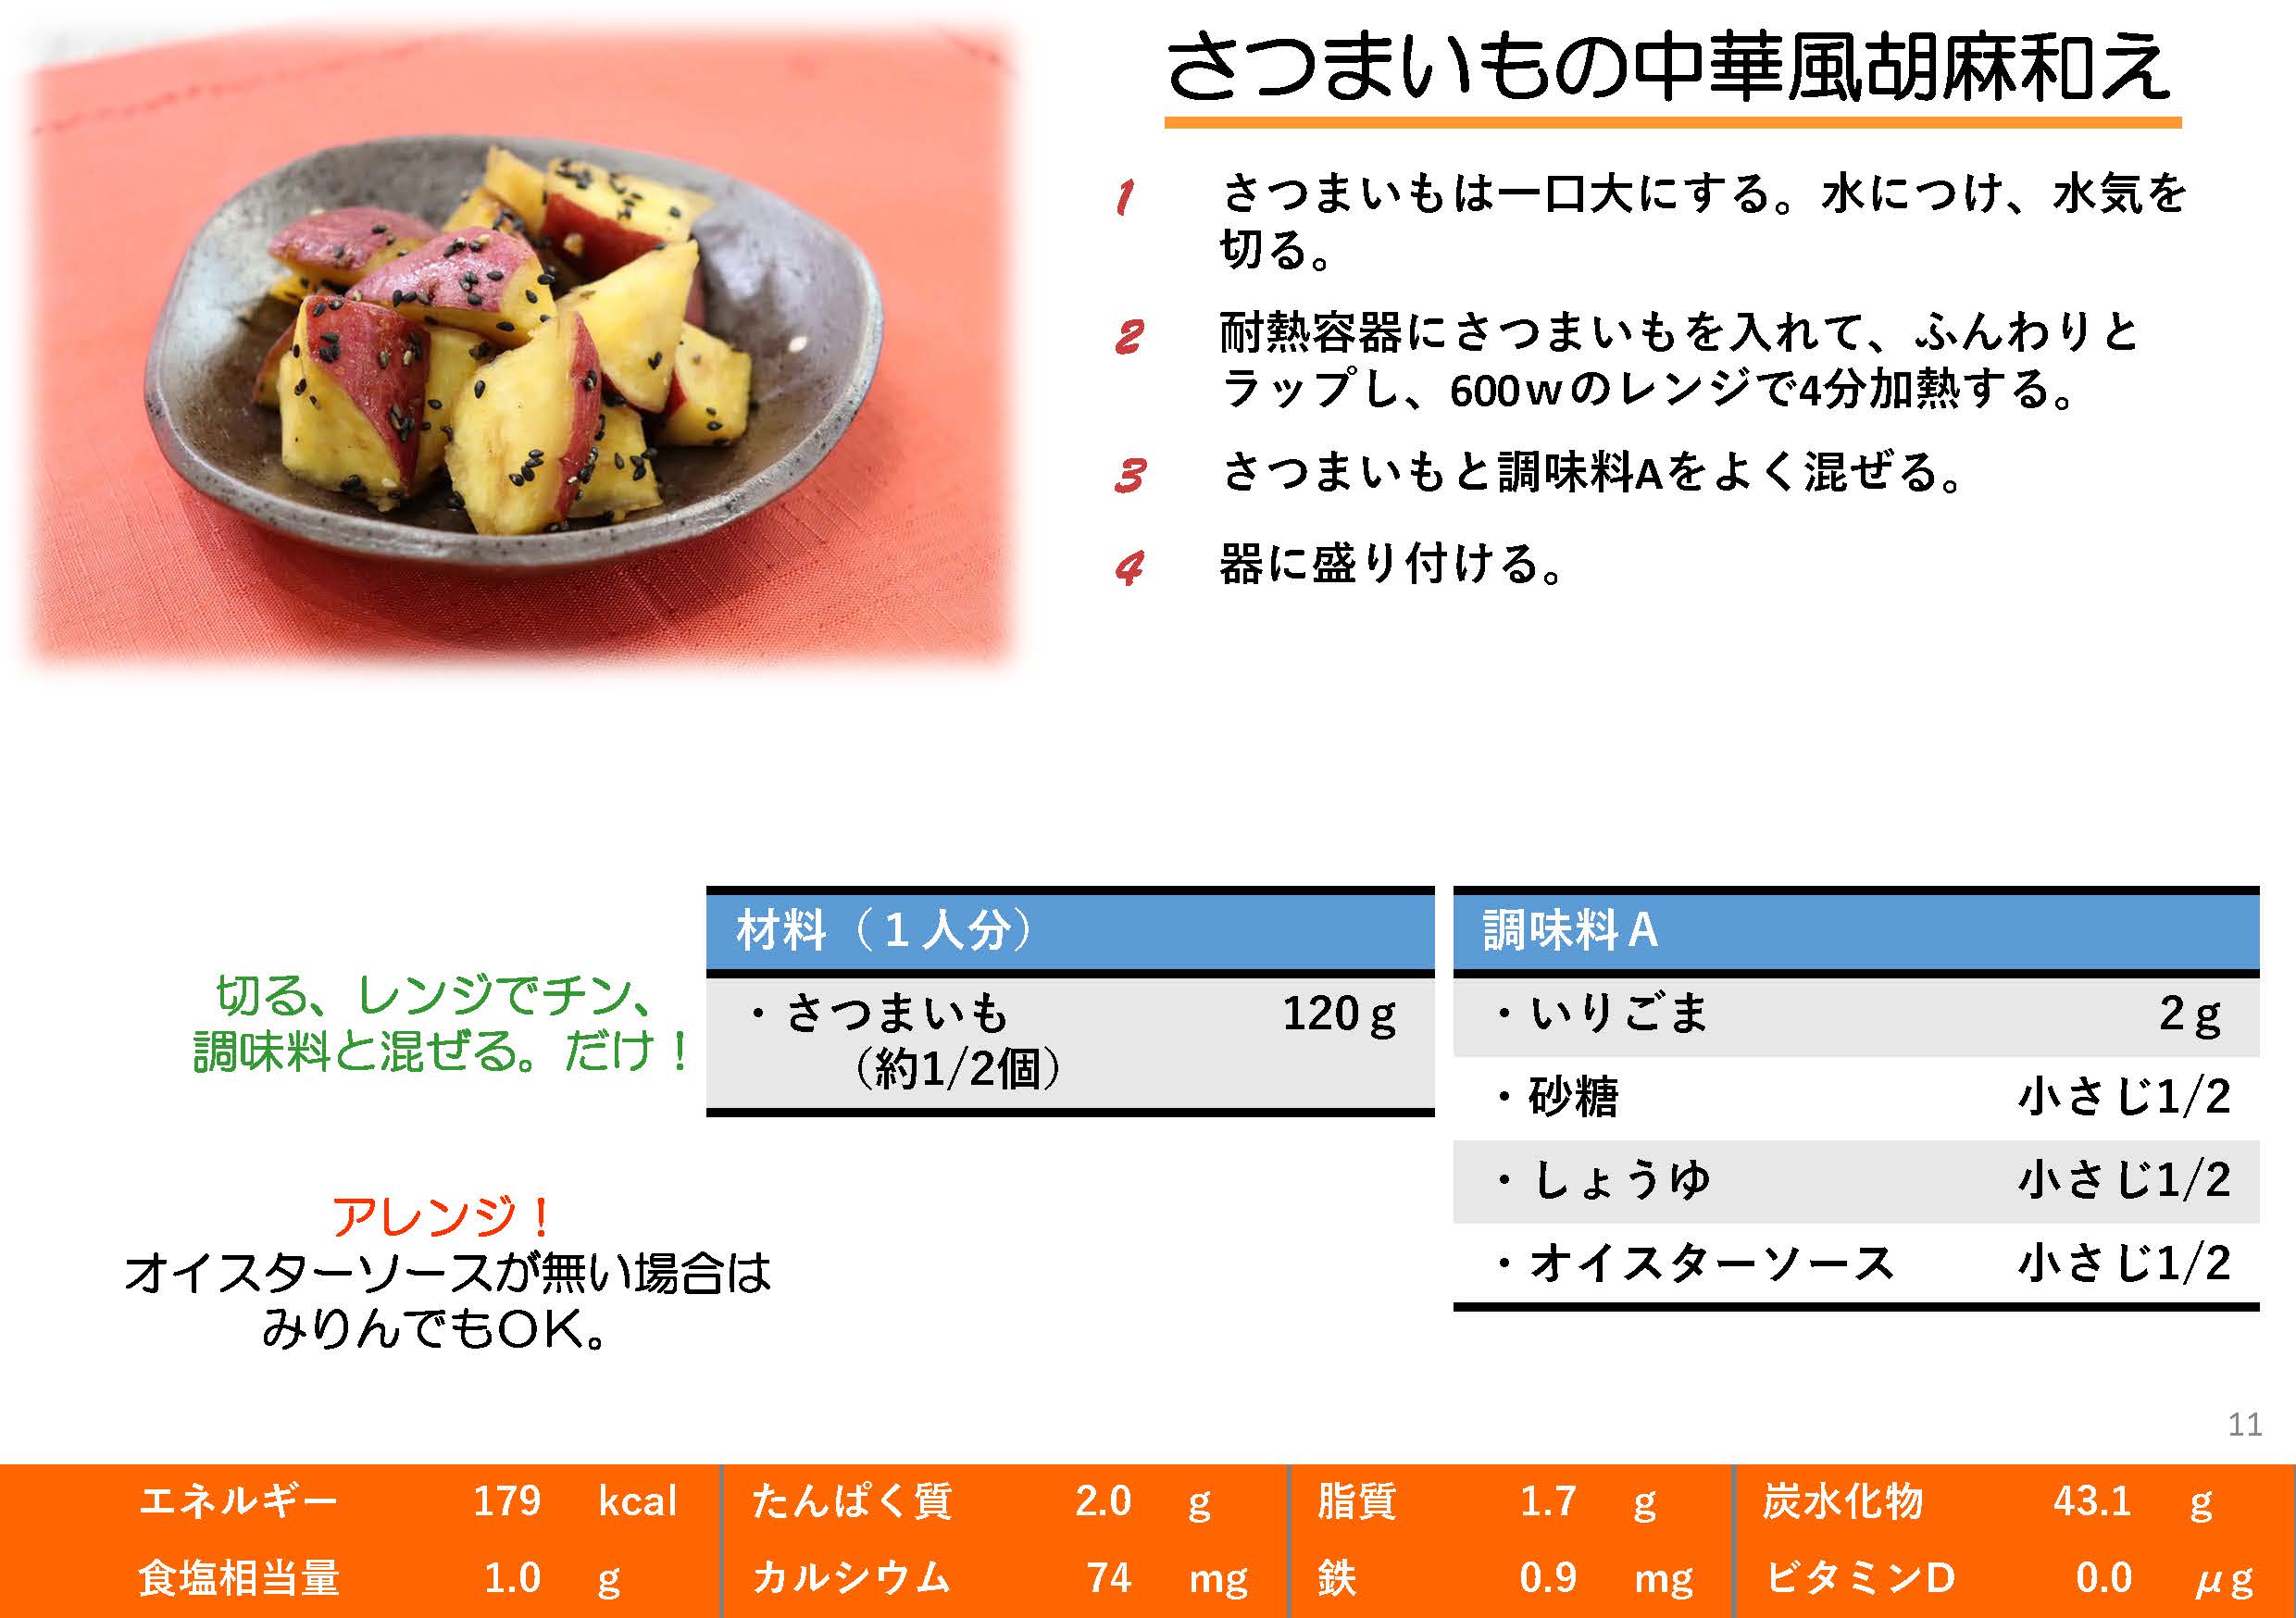 さつまいもの中華風胡麻和え
1 さつまいもは一口大にする。水につけ、水気を
切る。
2 耐熱容器にさつまいもを入れて、ふんわりと
ラップし、600ｗのレンジで4分加熱する。
3 さつまいもと調味料Aをよく混ぜる。
4 器に盛り付ける。
切る、レンジでチン、
調味料と混ぜる。だけ！
アレンジ！
オイスターソースが無い場合は
みりんでもＯＫ。
材料（１人分）
・さつまいも 120ｇ
（約1/2個）
調味料Ａ
・いりごま 2ｇ
・砂糖 小さじ1/2
・しょうゆ 小さじ1/2
・オイスターソース 小さじ1/2
11
エネルギー 179 kcal たんぱく質 2.0 g 脂質 1.7 g 炭水化物 43.1 g
食塩相当量 1.0 g カルシウム 74 mg 鉄 0.9 mg ビタミンD 0.0 μg